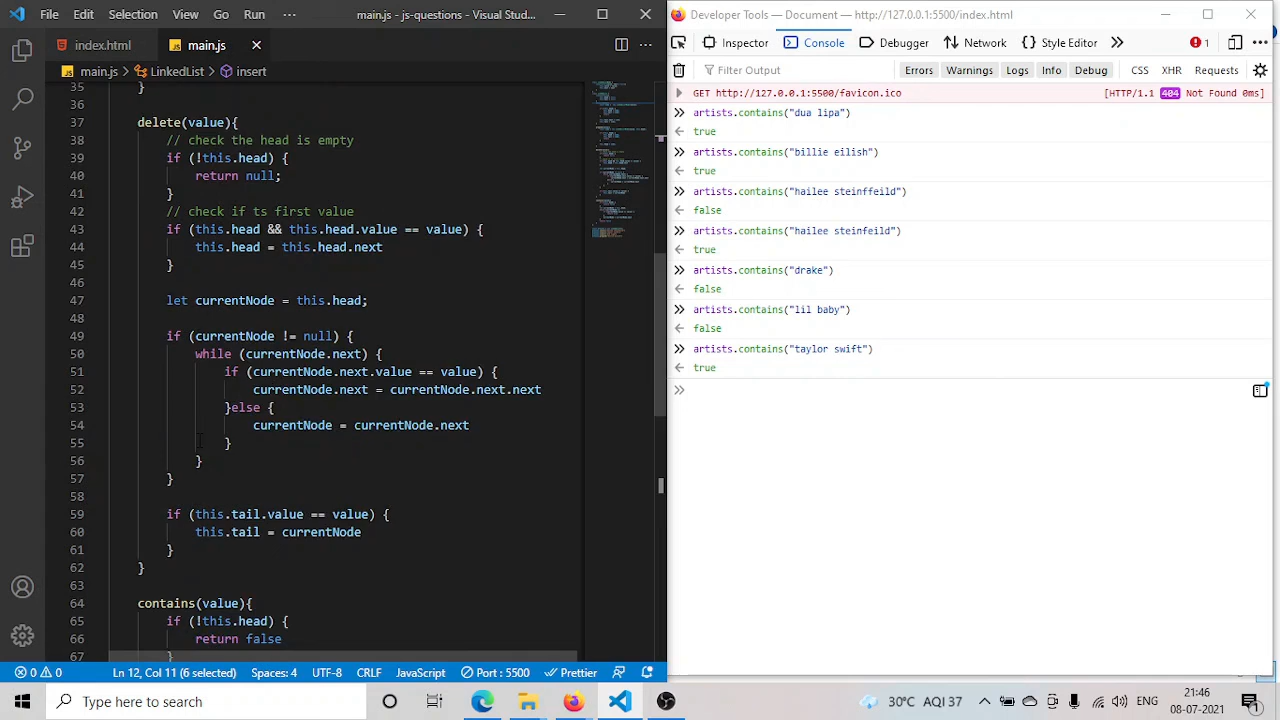 File Edit Selection View Go Run ··· main.js - Questions - Visual Stud...
index.html main.js
main.js > LinkedList > insert
35 }
36
37 delete(value){
38 // check the head is empty
39 if (!this.head) {
40 return null;
41 }
42 // check if ts first value
43 if (this.head && this.head.value == value) {
44 this.head = this.head.next
45 }
46
47 let currentNode = this.head;
48
49 if (currentNode != null) {
50 while (currentNode.next) {
51 if (currentNode.next.value == value) {
52 currentNode.next = currentNode.next.next
53 }else {
54 currentNode = currentNode.next
55 }
56 }
57 }
58
59 if (this.tail.value == value) {
60 this.tail = currentNode
61 }
62 }
63
64 contains(value){
65 if (!this.head) {
66 return false
67 }
0 0 Ln 12, Col 11 (6 selected) Spaces: 4 UTF-8 CRLF JavaScript Port : 5500 Prettier
Developer Tools — Document — http://127.0.0.1:5500/index.html
Inspector Console Debugger Network Style Editor 1
Filter Output Errors Warnings Logs Info Debug CSS XHR Requests
GET http://127.0.0.1:5500/favicon.ico [HTTP/1.1 404 Not Found 0ms]
artists.contains("dua lipa")
true
artists.contains("billie eilish")
true
artists.contains("hailee steinffeild")
false
artists.contains("hailee steinfeild")
true
artists.contains("drake")
false
artists.contains("lil baby")
false
artists.contains("taylor swift")
true
Type here to search 30°C AQI 37 ENG 21:46
08-07-2021 1